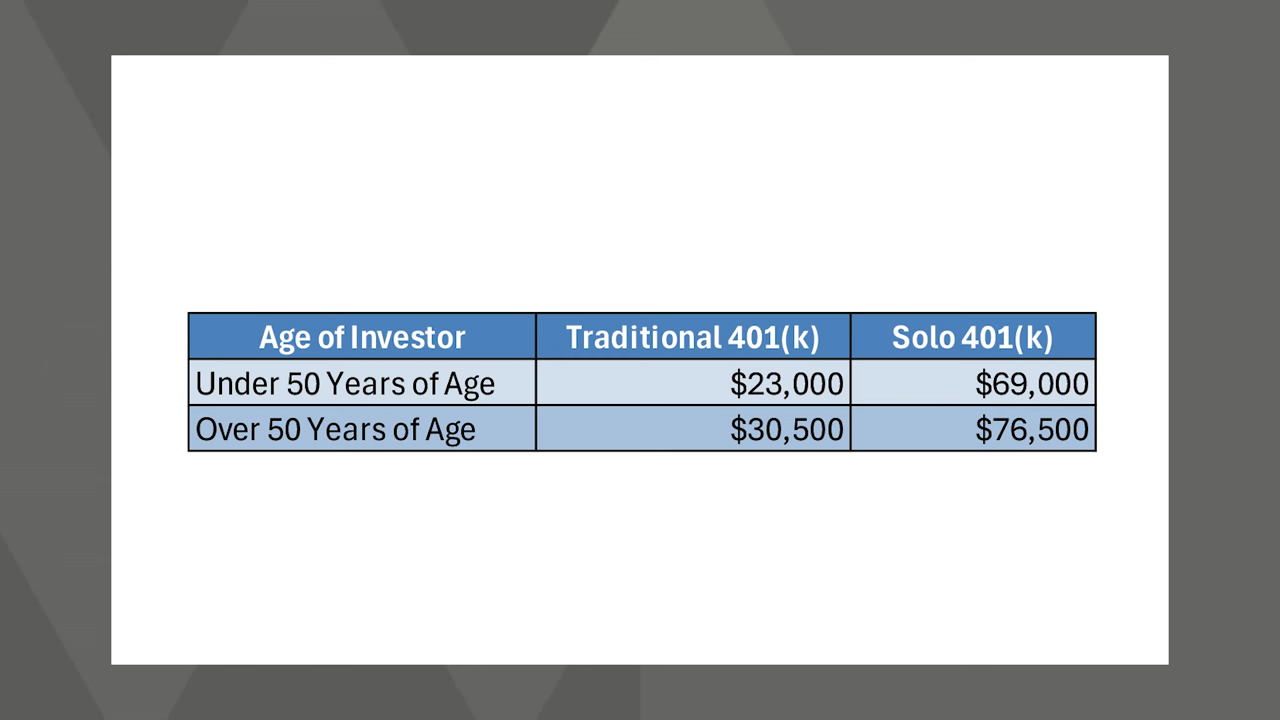 Age of Investor Traditional 401(k) Solo 401(k)
Under 50 Years of Age $23,000 $69,000
Over 50 Years of Age $30,500 $76,500